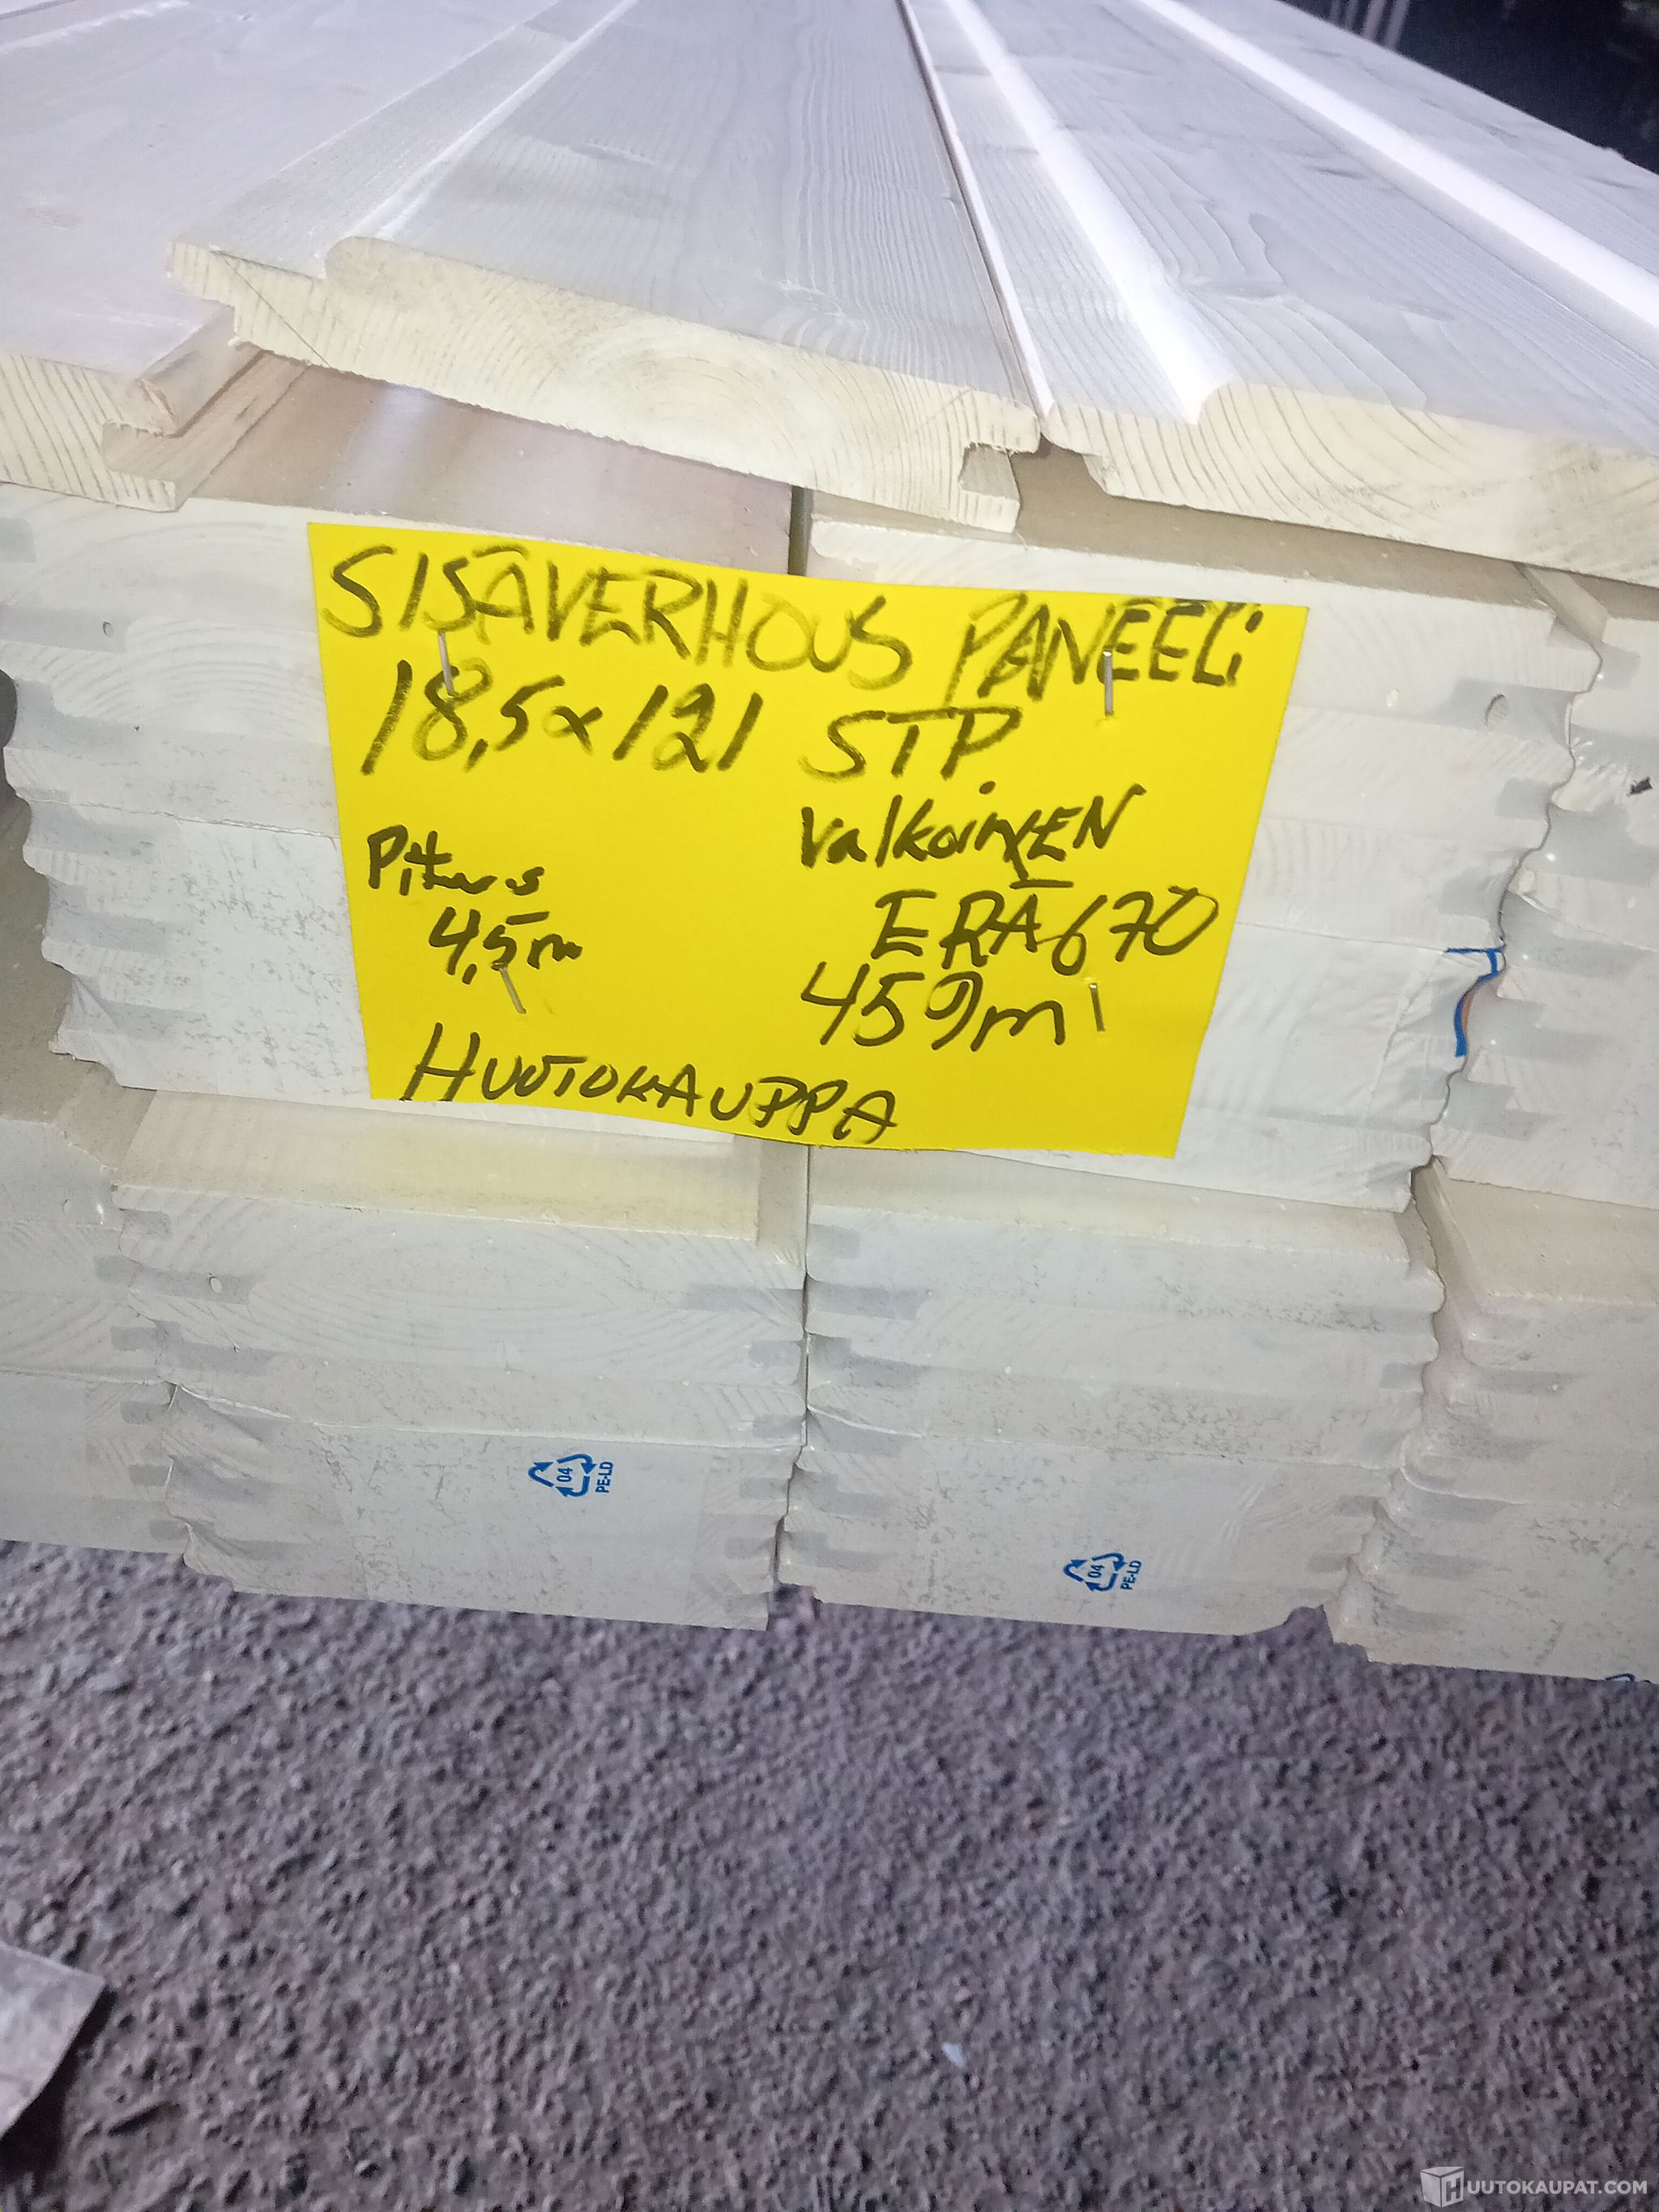 SISÄVERHOUS PANEELi
18,5x121 STP.
Valkoinen
Pituus
4,5m
ERÄ 670
459m
HUUTOKAUPPA
04
PE-LD
04
PE-LD
HUUTOKAUPAT.COM